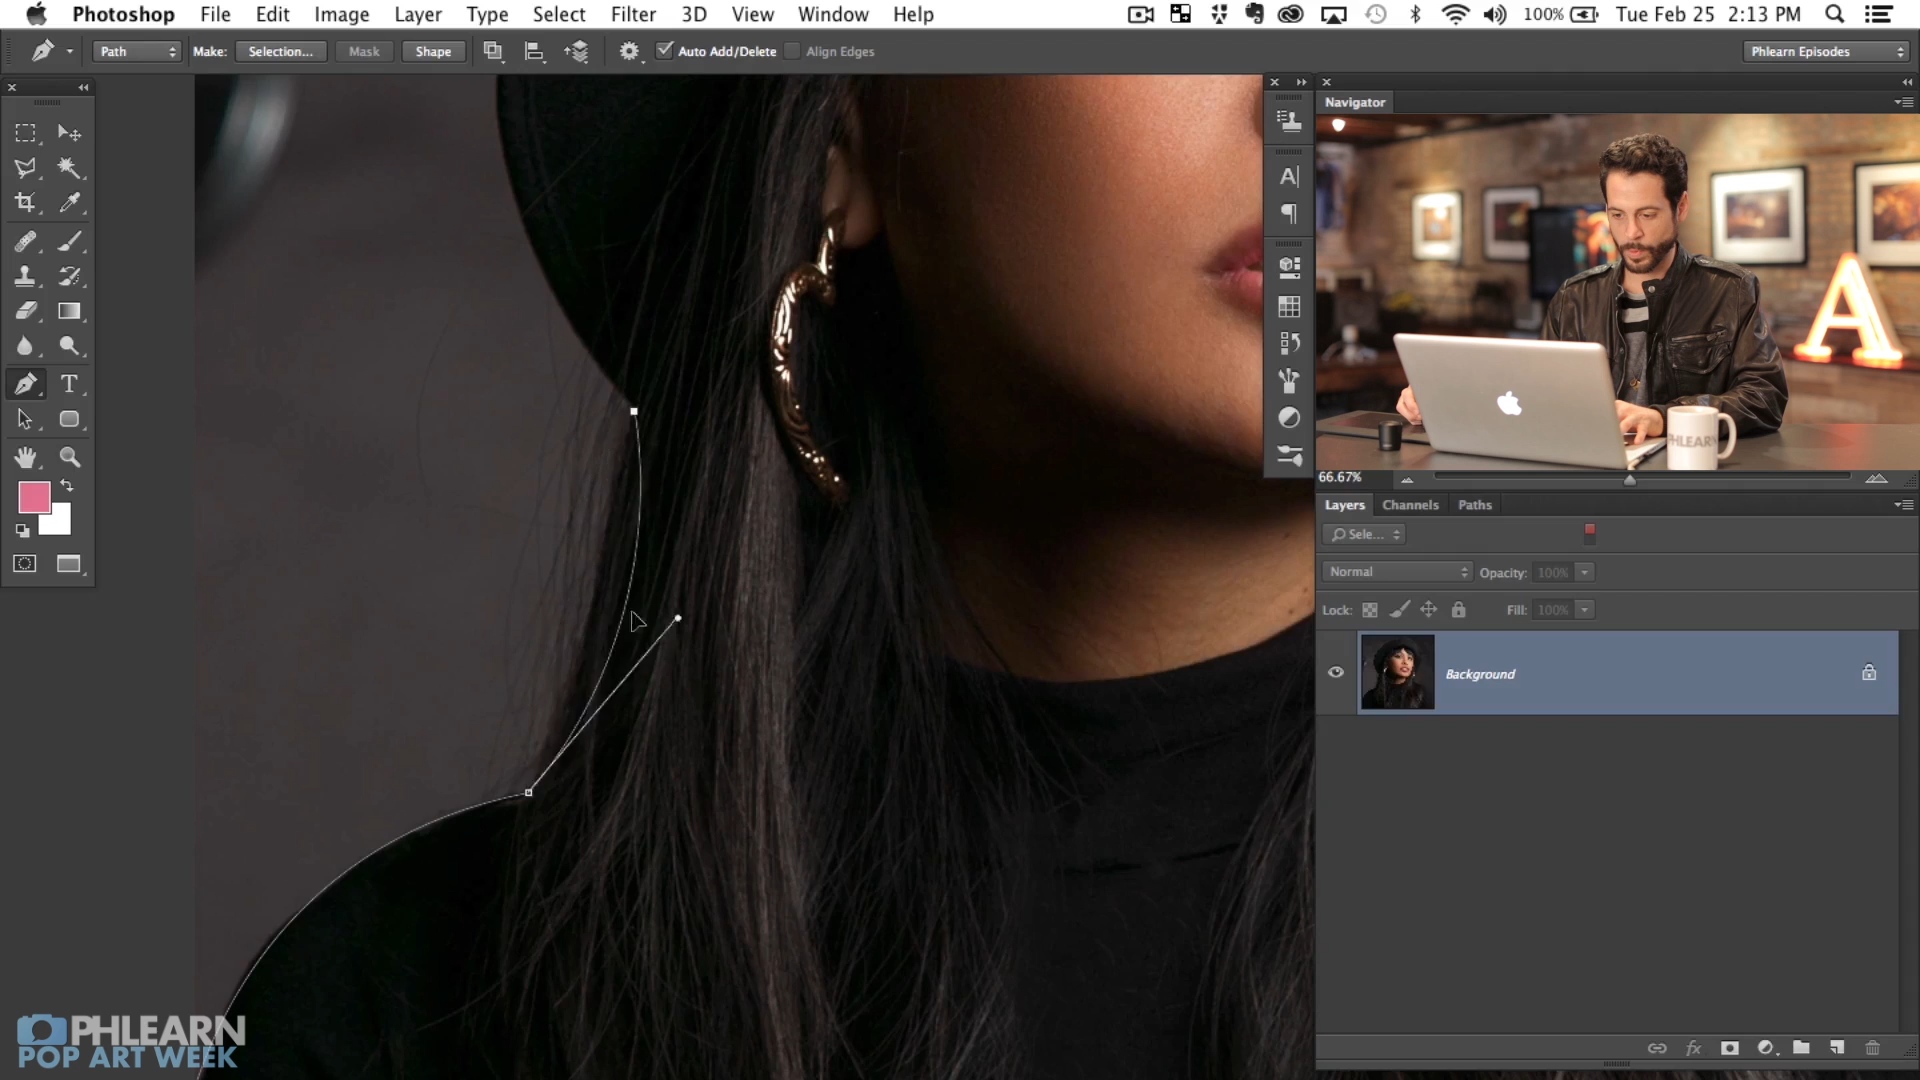 Photoshop File Edit Image Layer Type Select Filter 3D View Window Help 100% Tue Feb 25 2:13 PM
Path Make: Selection... Mask Shape Auto Add/Delete Align Edges Phlearn Episodes
Navigator
A
PHLEARN
66.67%
Layers Channels Paths
Sele...
Normal Opacity: 100%
Lock: Fill: 100%
Background
fx
PHLEARN
POP ART WEEK